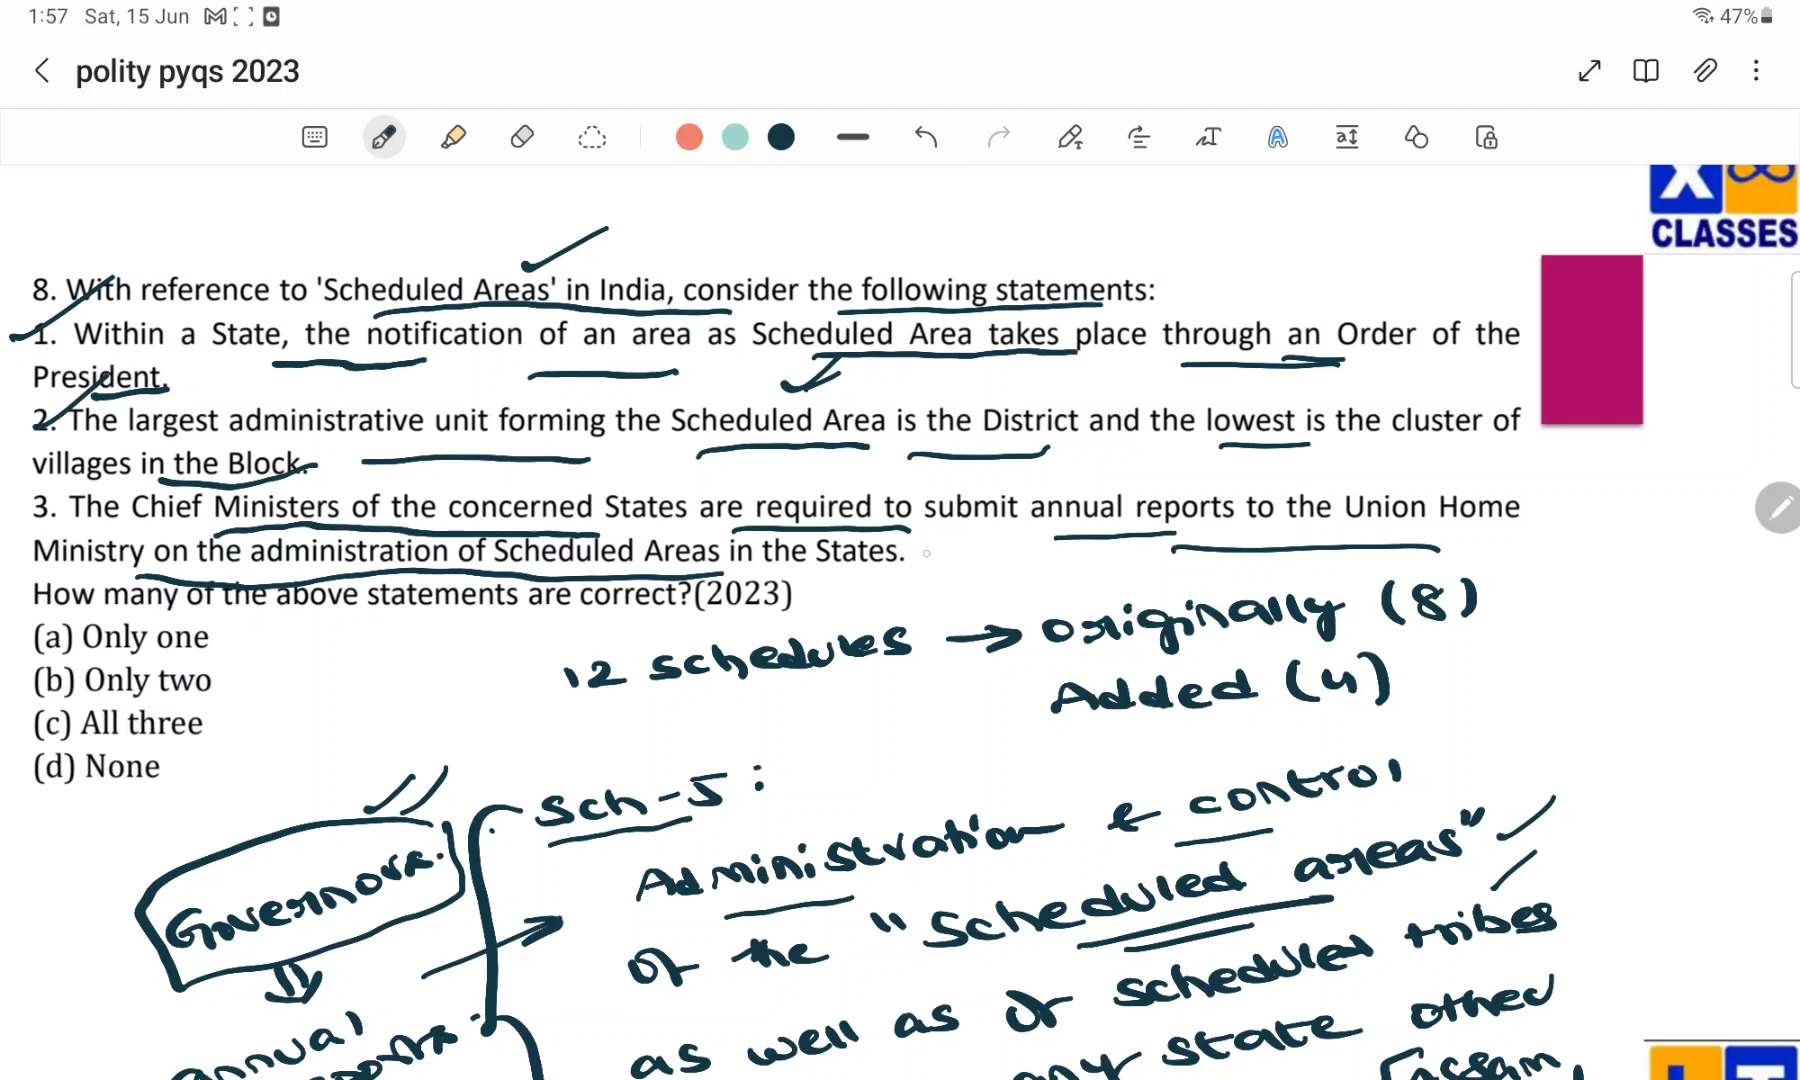 1:57 Sat, 15 Jun
47%
polity pyqs 2023
X
CLASSES
8. With reference to 'Scheduled Areas' in India, consider the following statements:
1. Within a State, the notification of an area as Scheduled Area takes place through an Order of the
President.
2. The largest administrative unit forming the Scheduled Area is the District and the lowest is the cluster of
villages in the Block.
3. The Chief Ministers of the concerned States are required to submit annual reports to the Union Home
Ministry on the administration of Scheduled Areas in the States.
How many of the above statements are correct?(2023)
(a) Only one
(b) Only two
(c) All three
(d) None
12 schedules → originally (8)
Added (4)
Sch-5:
Administration & control
of the "Scheduled areas"
as well as of scheduled tribes
any state other
[Assam,
Governors.
annual